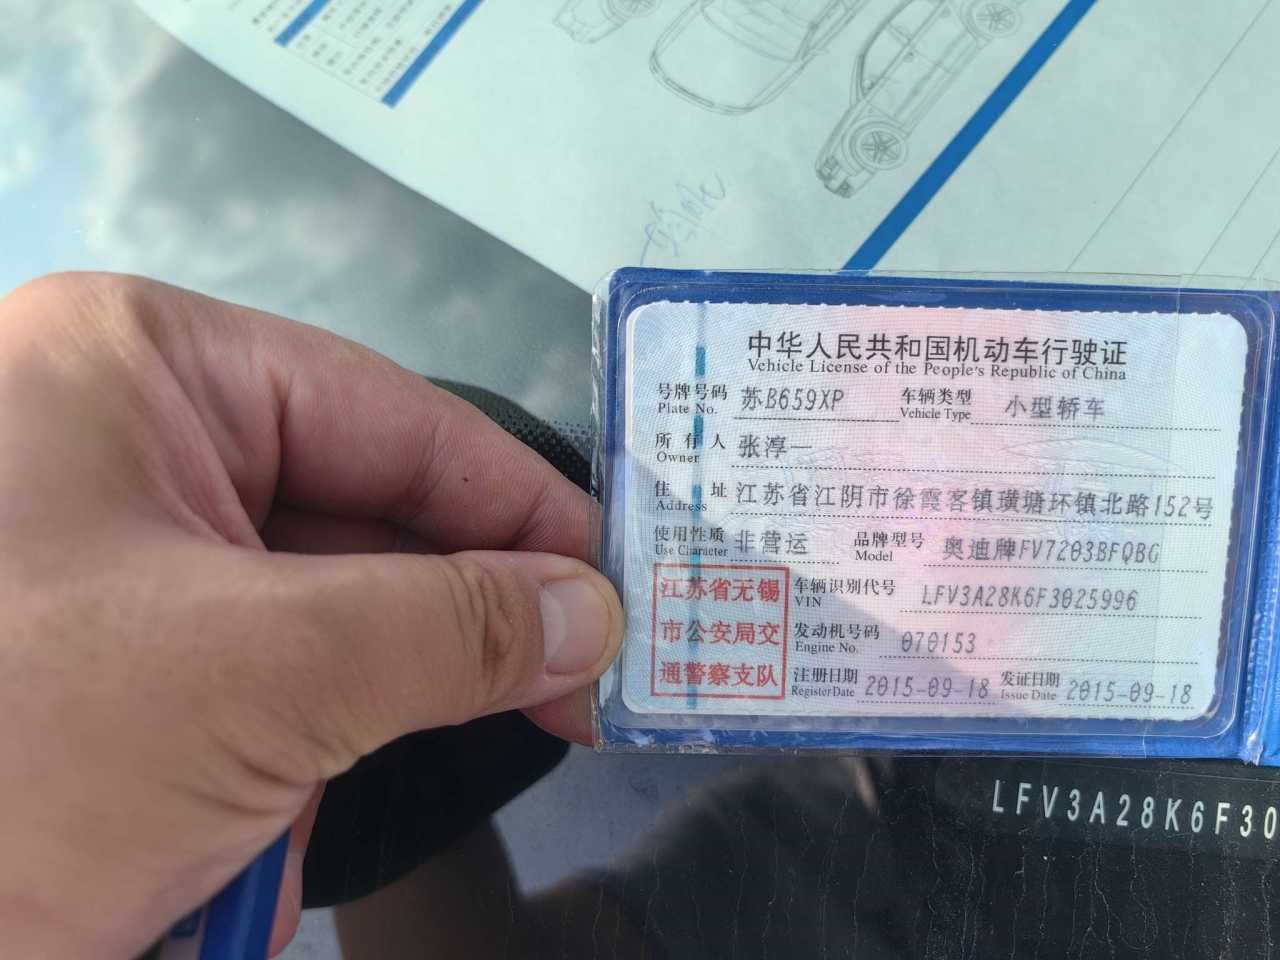 中华人民共和国机动车行驶证
Vehicle License of the People's Republic of China
号牌号码 苏B659XP 车辆类型 小型轿车
Plate No. Vehicle Type
所有人 张淳一
Owner
住址 江苏省江阴市徐霞客镇璜塘环镇北路152号
Address
使用性质 非营运 品牌型号 奥迪牌FV7203BFQBG
Use Character Model
江苏省无锡
市公安局交
通警察支队
车辆识别代号 LFV3A28K6F3025996
VIN
发动机号码 070153
Engine No.
注册日期 2015-09-18 发证日期 2015-09-18
Register Date Issue Date
LFV3A28K6F30